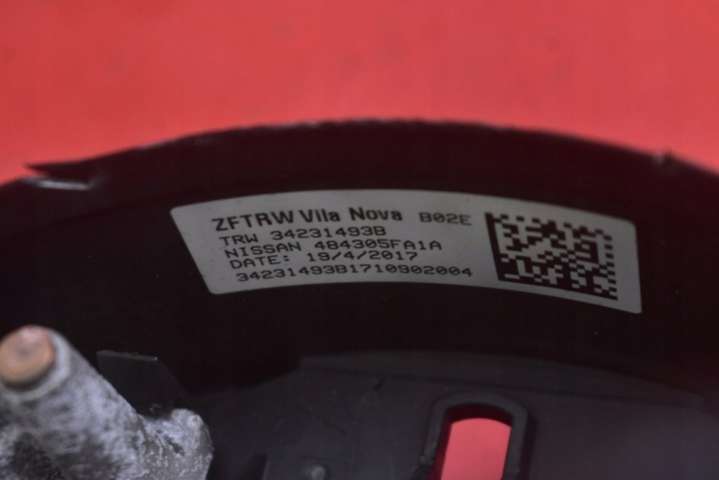 ZFTRW Vila Nova B02E
TRW 34231493B
NISSAN 484305FA1A
DATE: 19/4/2017
34231493B1710902004